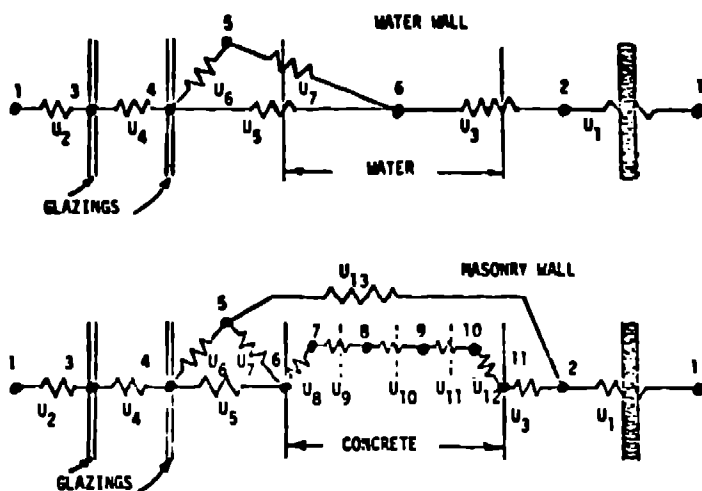 5 WATER WALL
1 3 4 6 2 1
U2 U4 U6 U7 U5 U3 U1
WATER
GLAZINGS
U13 MASONRY WALL
5 7 8 9 10
1 3 4 6 11 2 1
U2 U4 U6 U7 U5 U8 U9 U10 U11 U12 U3 U1
CONCRETE
GLAZINGS